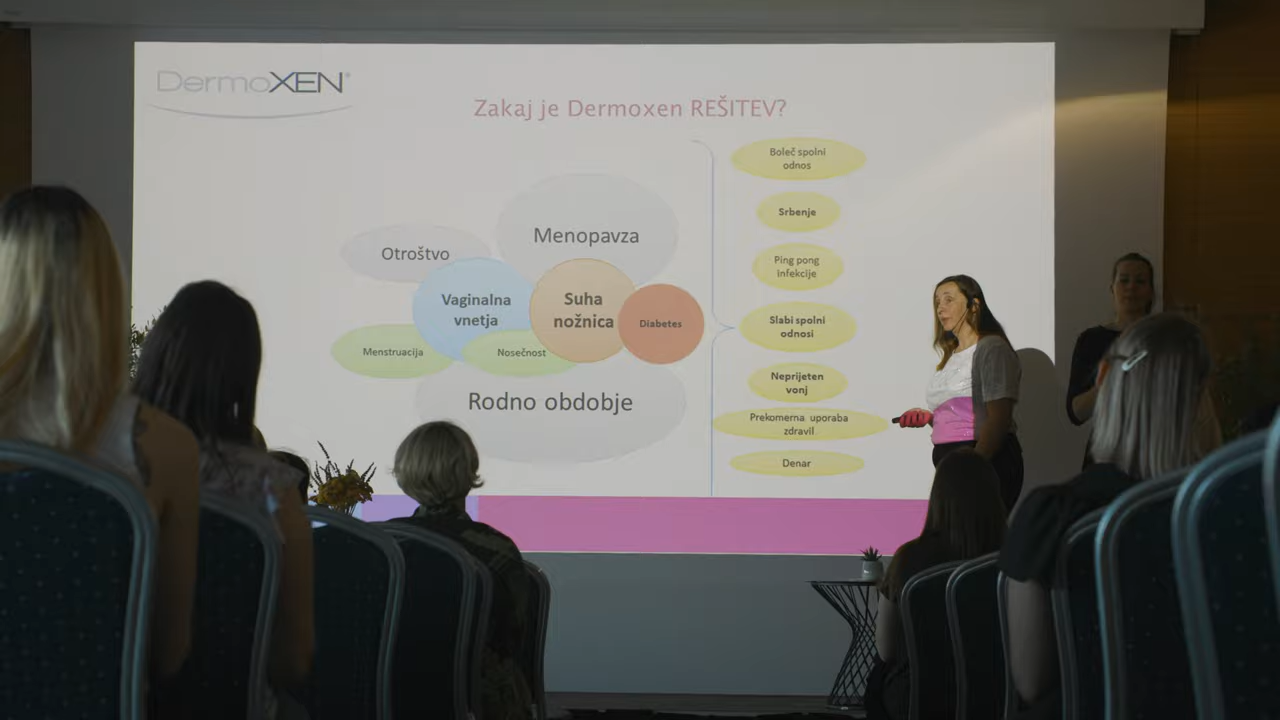 DermoXEN®
Zakaj je Dermoxen REŠITEV?
Otroštvo
Menopavza
Vaginalna
vnetja
Suha
nožnica
Diabetes
Menstruacija
Nosečnost
Rodno obdobje
Boleč spolni
odnos
Srbenje
Ping pong
infekcije
Slabi spolni
odnosi
Neprijeten
vonj
Prekomerna. uporaba
zdravil
Denar